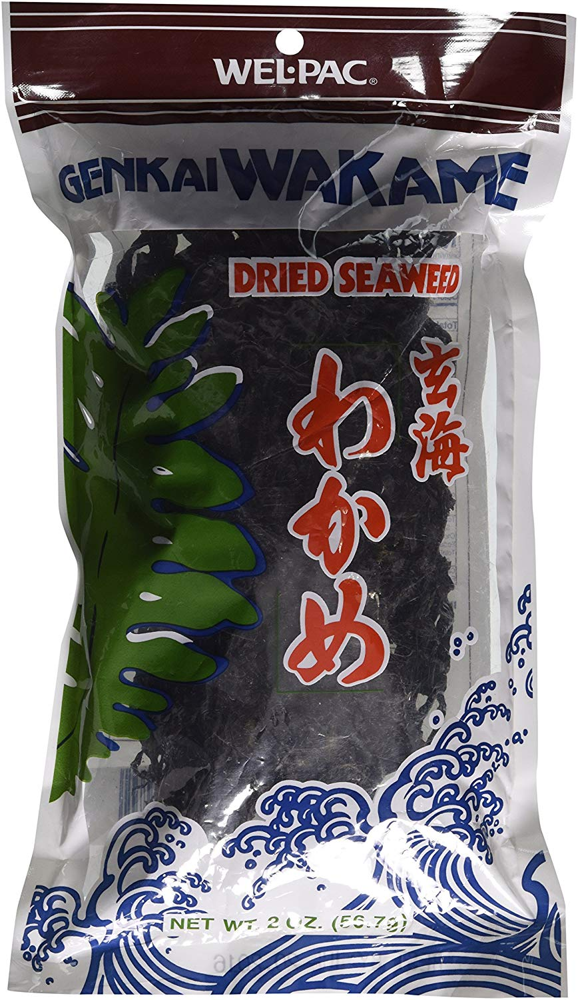 WEL·PAC®
GENKAI WAKAME
DRIED SEAWEED
玄海
わかめ
NET WT. 2 OZ. (56.7g)